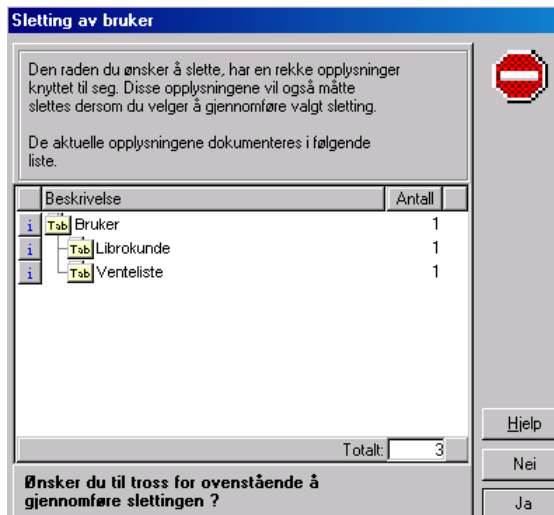 Sletting av bruker
Den raden du ønsker å slette, har en rekke opplysninger
knyttet til seg. Disse opplysningene vil også måtte
slettes dersom du velger å gjennomføre valgt sletting.
De aktuelle opplysningene dokumenteres i følgende
liste.
Beskrivelse Antall
i Tab Bruker 1
i Tab Librokunde 1
i Tab Venteliste 1
Totalt: 3
Ønsker du til tross for ovenstående å
gjennomføre slettingen ?
Hjelp
Nei
Ja